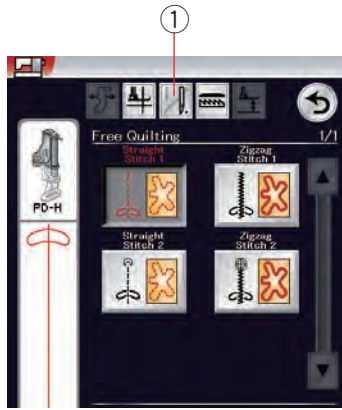 ①
Free Quilting 1/1
Straight Stitch 1
Zigzag Stitch 1
PD-H
Straight Stitch 2
Zigzag Stitch 2